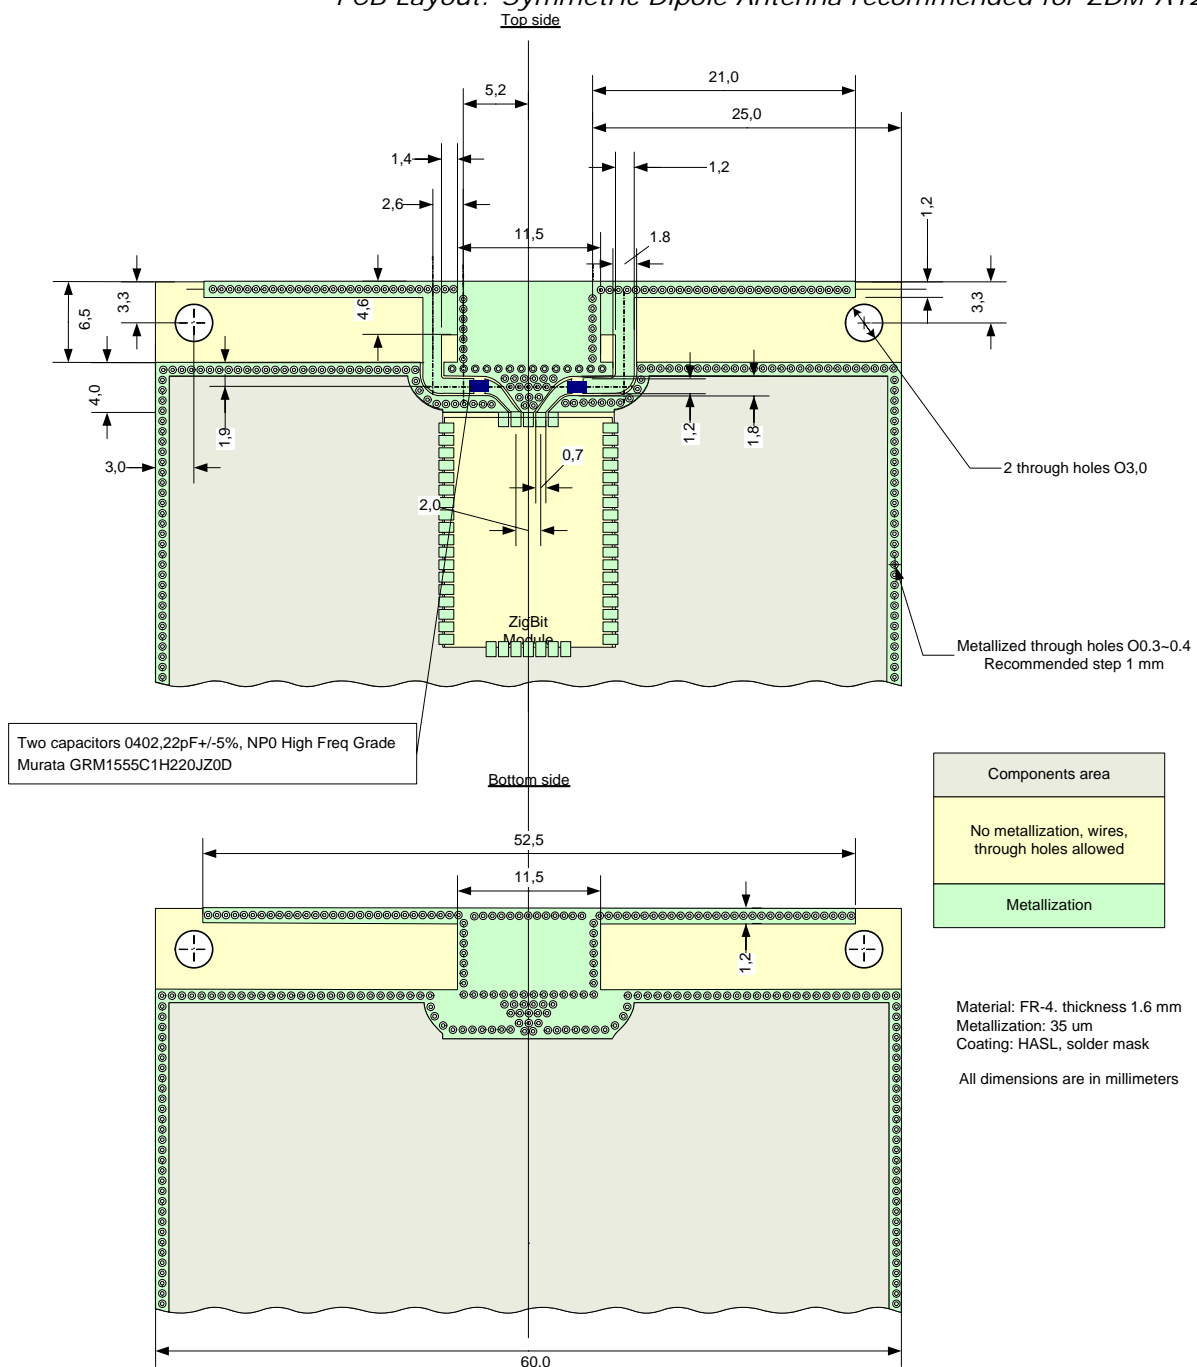 PCB Layout: Symmetric Dipole Antenna recommended for ZDM-A12
Top side
21,0
5,2
25,0
1,4
1,2
2,6
1,2
11,5
1.8
3,3
6,5
4,6
3,3
4,0
1,9
1,2
1,8
3,0
0,7
2 through holes O3,0
2,0
ZigBit
Module
Metallized through holes O0.3~0.4
Recommended step 1 mm
Two capacitors 0402,22pF+/-5%, NP0 High Freq Grade
Murata GRM1555C1H220JZ0D
Bottom side
Components area
No metallization, wires,
through holes allowed
Metallization
52,5
11,5
1,2
Material: FR-4. thickness 1.6 mm
Metallization: 35 um
Coating: HASL, solder mask
All dimensions are in millimeters
60,0